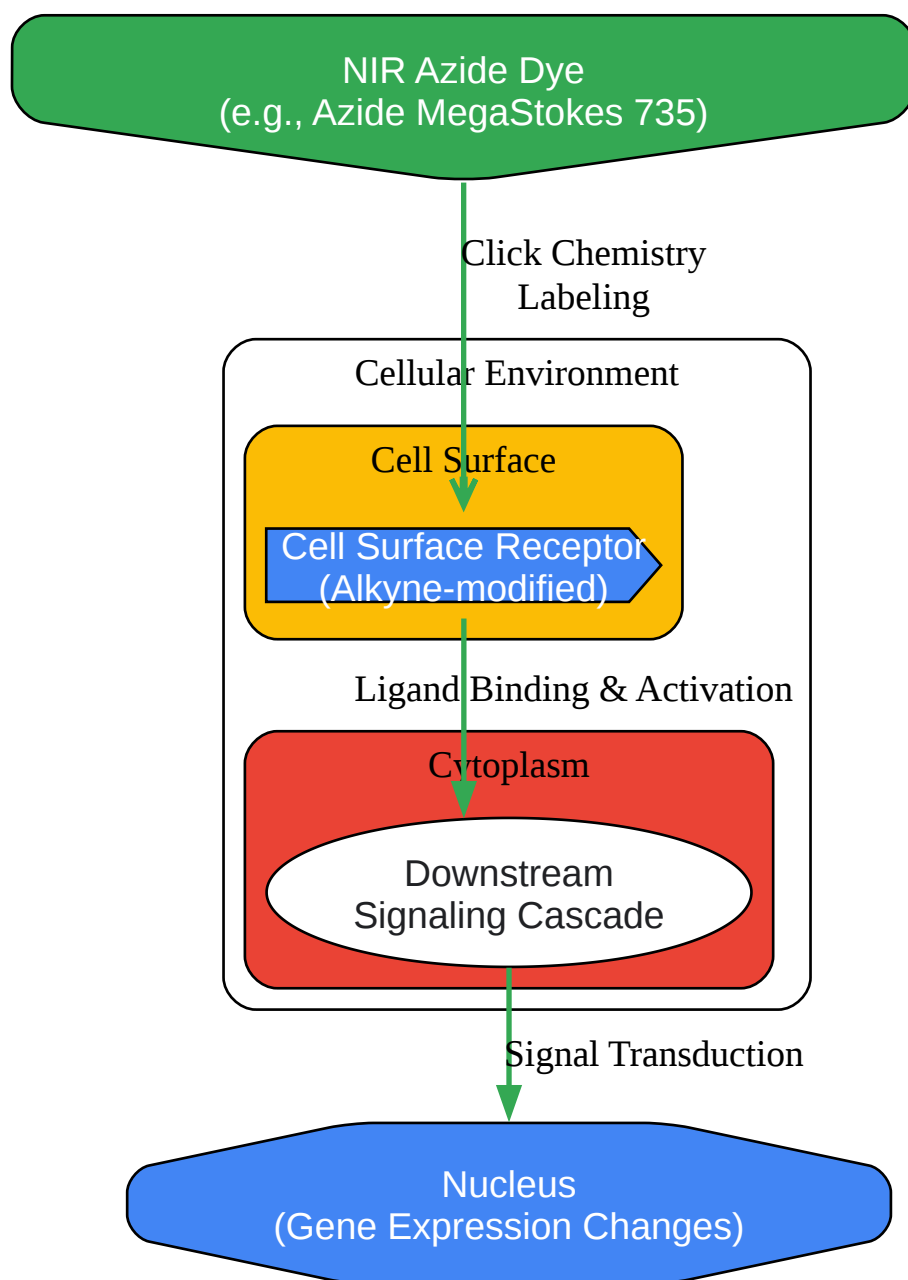 NIR Azide Dye
(e.g., Azide MegaStokes 735)
Click Chemistry
Labeling
Cellular Environment
Cell Surface
Cell Surface Receptor
(Alkyne-modified)
Ligand Binding & Activation
Cytoplasm
Downstream
Signaling Cascade
Signal Transduction
Nucleus
(Gene Expression Changes)